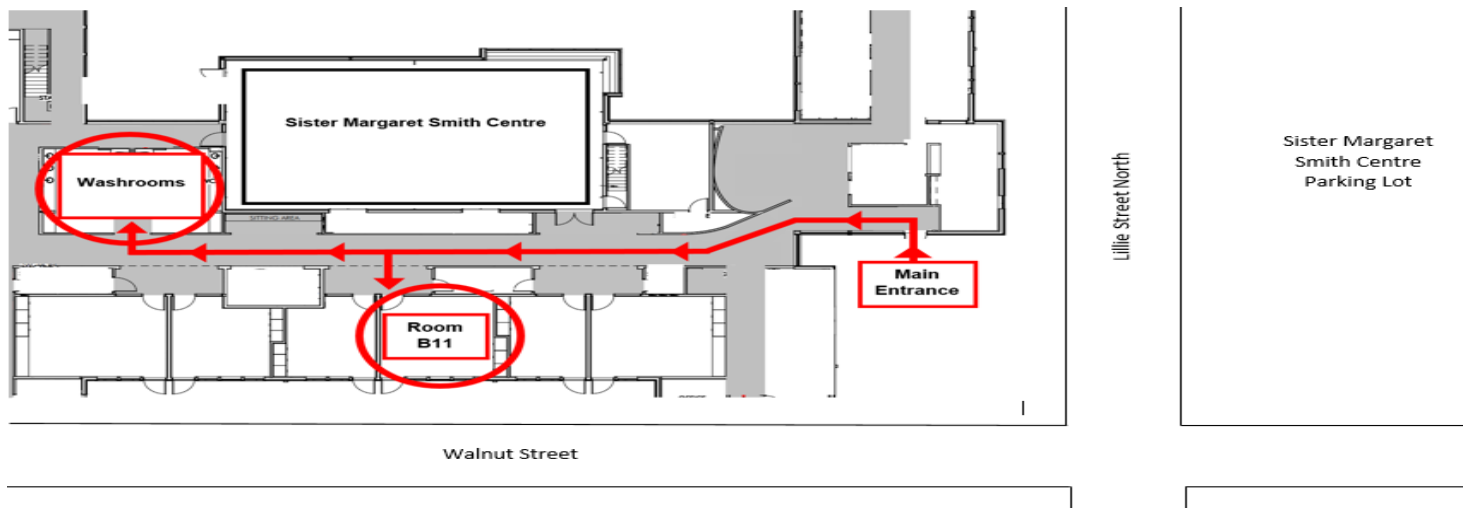 Sister Margaret Smith Centre
Washrooms
SITTING AREA
Main
Entrance
Room
B11
Walnut Street
Lillie Street North
Sister Margaret
Smith Centre
Parking Lot